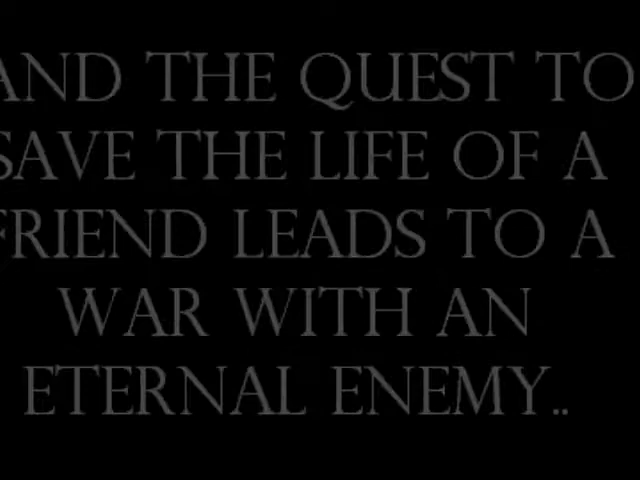 AND THE QUEST TO
SAVE THE LIFE OF A
FRIEND LEADS TO A
WAR WITH AN
ETERNAL ENEMY..